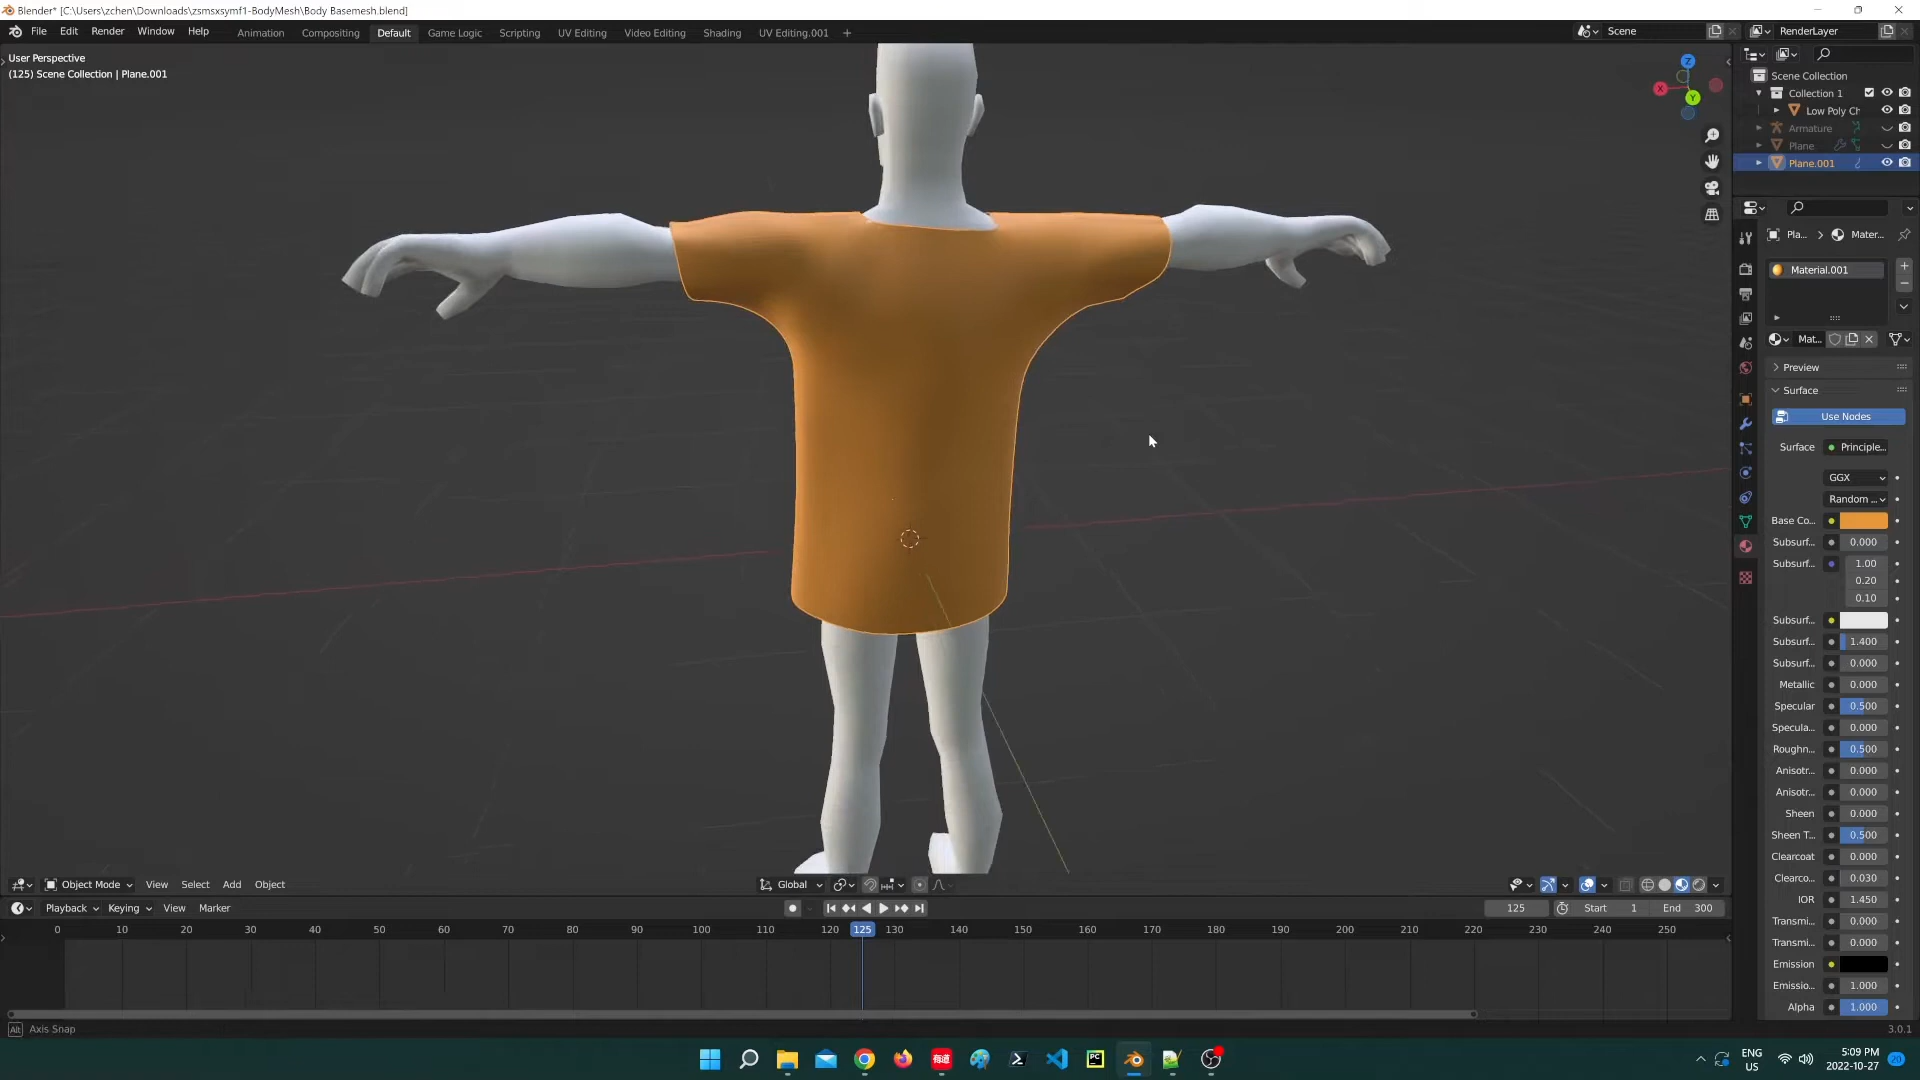 Blender* [C:\Users\zchen\Downloads\zsmsxsymf1-BodyMesh\Body Basemesh.blend]
File Edit Render Window Help Animation Compositing Default Game Logic Scripting UV Editing Video Editing Shading UV Editing.001 + Scene RenderLayer
User Perspective
(125) Scene Collection | Plane.001
Z
X
Y
Scene Collection
Collection 1
Low Poly Ch
Armature
Plane
Plane.001
Pla... Mater...
Material.001
Mat...
Preview
Surface
Use Nodes
Surface Principle...
GGX
Random ...
Base Co...
Subsurf... 0.000
Subsurf... 1.00
0.20
0.10
Subsurf...
Subsurf... 1.400
Subsurf... 0.000
Metallic 0.000
Specular 0.500
Specula... 0.000
Roughn... 0.500
Anisotr... 0.000
Anisotr... 0.000
Sheen 0.000
Sheen T... 0.500
Clearcoat 0.000
Clearco... 0.030
IOR 1.450
Transmi... 0.000
Transmi... 0.000
Emission
Emissio... 1.000
Alpha 1.000
Object Mode View Select Add Object Global
Playback Keying View Marker 125 Start 1 End 300
0 10 20 30 40 50 60 70 80 90 100 110 120 125 130 140 150 160 170 180 190 200 210 220 230 240 250
Alt Axis Snap 3.0.1
有道
PC
ENG
US
5:09 PM
2022-10-27
20